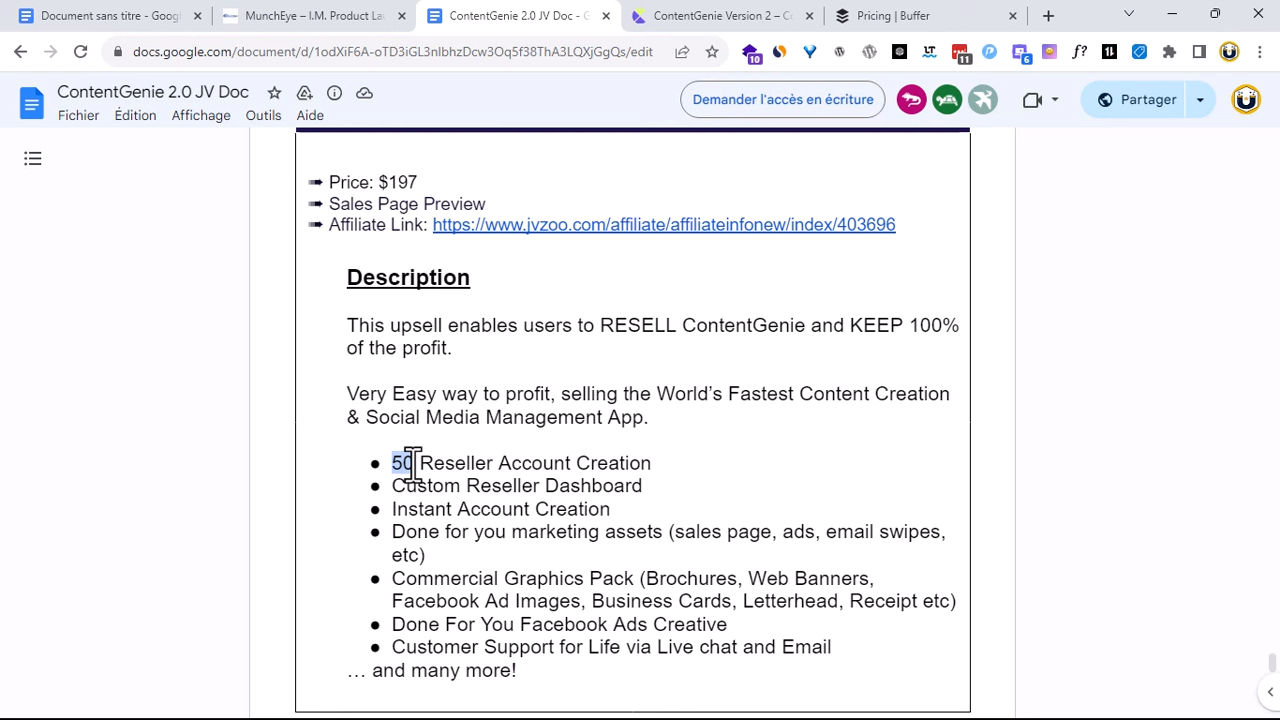 Document sans titre - Google
MunchEye – I.M. Product La
ContentGenie 2.0 JV Doc - G
ContentGenie Version 2 – Co
Pricing | Buffer
docs.google.com/document/d/1odXiF6A-oTD3iGL3nlbhzDcw3Oq5f38ThA3LQXjGgQs/edit
10
LT
11
6
f?
ContentGenie 2.0 JV Doc
Fichier Édition Affichage Outils Aide
Demander l'accès en écriture
Partager
Price: $197
Sales Page Preview
Affiliate Link: https://www.jvzoo.com/affiliate/affiliateinfonew/index/403696
Description
This upsell enables users to RESELL ContentGenie and KEEP 100%
of the profit.
Very Easy way to profit, selling the World's Fastest Content Creation
& Social Media Management App.
50 Reseller Account Creation
Custom Reseller Dashboard
Instant Account Creation
Done for you marketing assets (sales page, ads, email swipes,
etc)
Commercial Graphics Pack (Brochures, Web Banners,
Facebook Ad Images, Business Cards, Letterhead, Receipt etc)
Done For You Facebook Ads Creative
Customer Support for Life via Live chat and Email
… and many more!